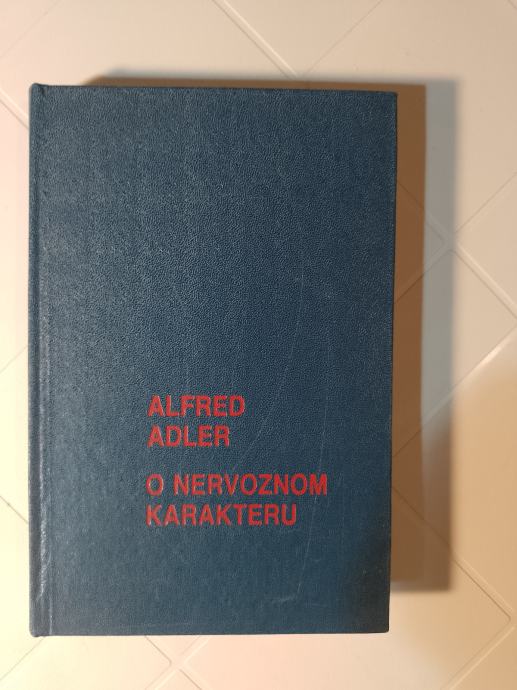 ALFRED
ADLER
O NERVOZNOM
KARAKTERU